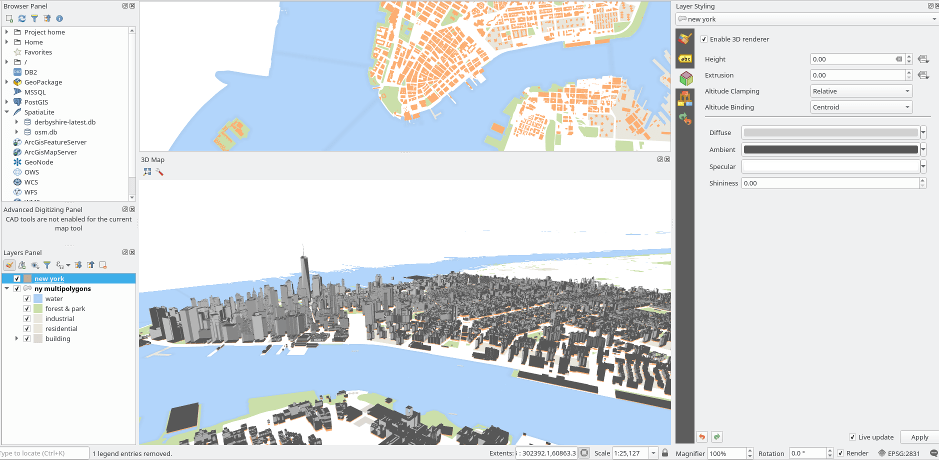 Browser Panel
Project home
Home
Favorites
/
DB2
GeoPackage
MSSQL
PostGIS
SpatiaLite
derbyshire-latest.db
osm.db
ArcGisFeatureServer
ArcGisMapServer
GeoNode
OWS
WCS
WFS
Advanced Digitizing Panel
CAD tools are not enabled for the current
map tool
Layers Panel
new york
ny multipolygons
water
forest & park
industrial
residential
building
3D Map
Layer Styling
new york
Enable 3D renderer
Height 0.00
Extrusion 0.00
Altitude Clamping Relative
Altitude Binding Centroid
Diffuse
Ambient
Specular
Shininess 0.00
Live update Apply
Type to locate (Ctrl+K) 1 legend entries removed. Extents: : 302392.1,60863.3 Scale 1:25,127 Magnifier 100% Rotation 0.0 ° Render EPSG:2831